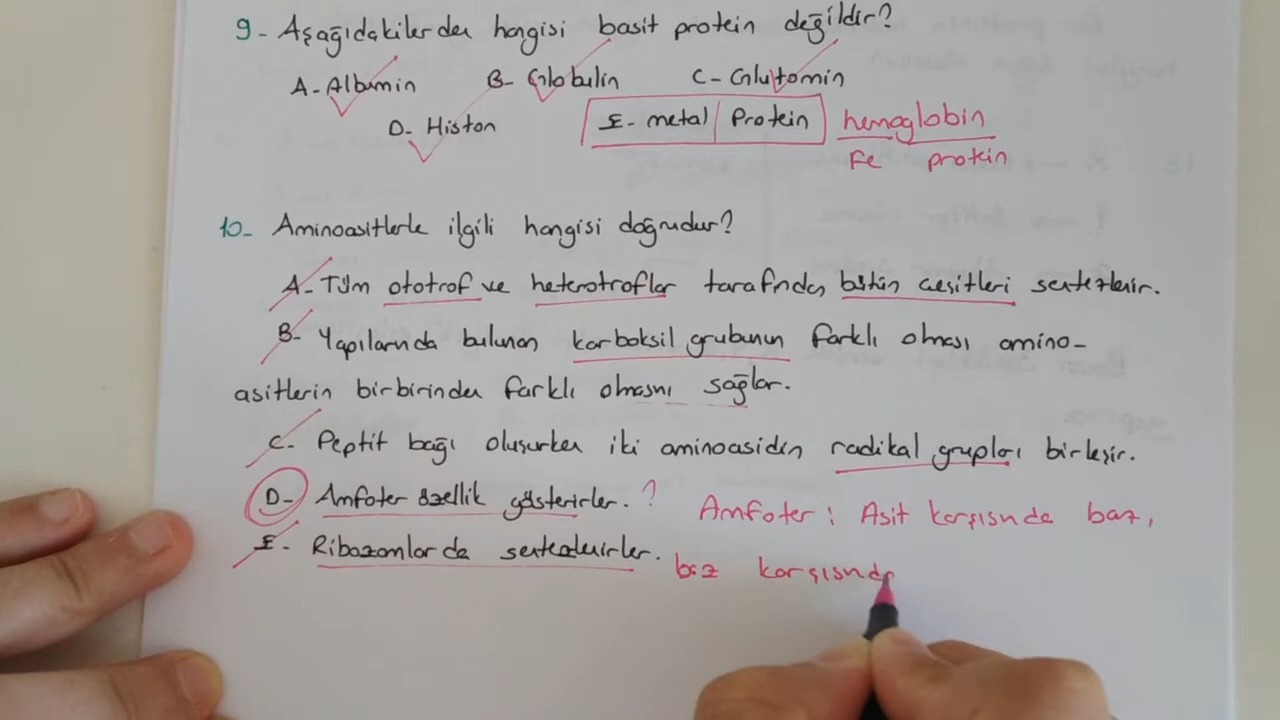 9- Aşağıdakilerden hangisi basit protein değildir?
A- Albümin B- Globulin C- Glutamin
D- Histon E- metal Protein hemoglobin
Fe protein
10- Aminoasitlerle ilgili hangisi doğrudur?
A- Tüm ototrof ve heterotroflar tarafından bütün çeşitleri sentezlenir.
B- Yapılarında bulunan karboksil grubunun farklı olması amino-
asitlerin birbirinden farklı olmasını sağlar.
C- Peptit bağı oluşurken iki aminoasidin radikal grupları birleşir.
D- Amfoter özellik gösterirler. ? Amfoter: Asit karşısında baz,
E- Ribozomlarda sentezlenirler. baz karşısında